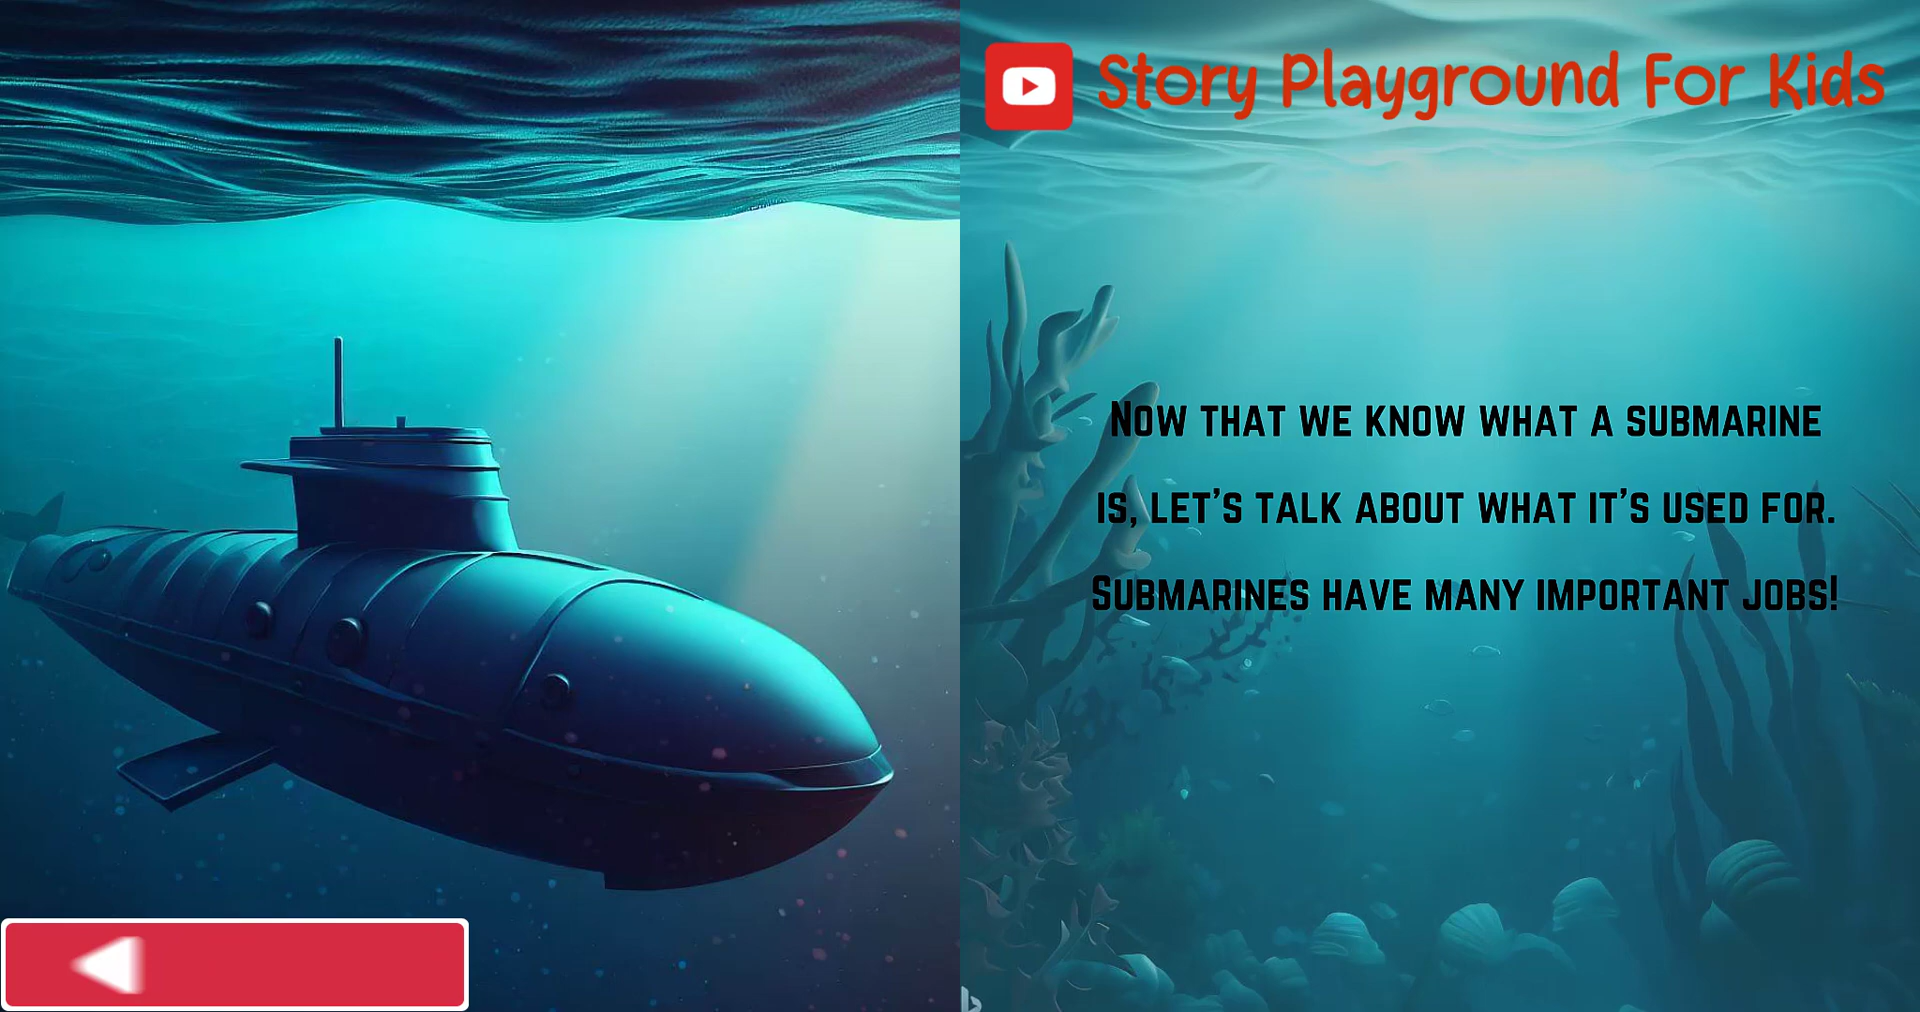 Story Playground For Kids
Now that we know what a submarine
is, let's talk about what it's used for.
Submarines have many important jobs!